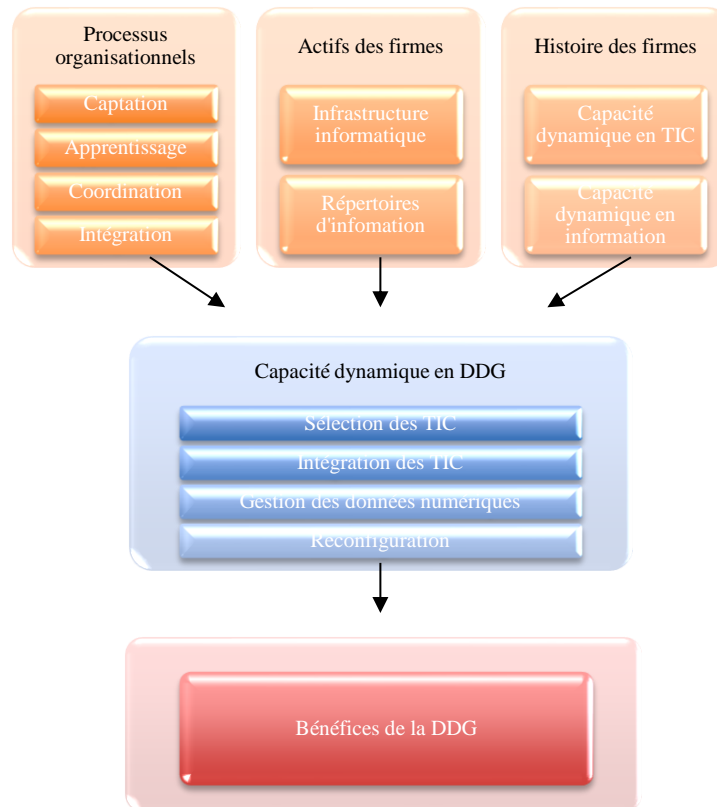 Processus
organisationnels
Captation
Apprentissage
Coordination
Intégration
Actifs des firmes
Infrastructure
informatique
Répertoires
d'infomation
Histoire des firmes
Capacité
dynamique en TIC
Capacité
dynamique en
information
Capacité dynamique en DDG
Sélection des TIC
Intégration des TIC
Gestion des données numériques
Reconfiguration
Bénéfices de la DDG